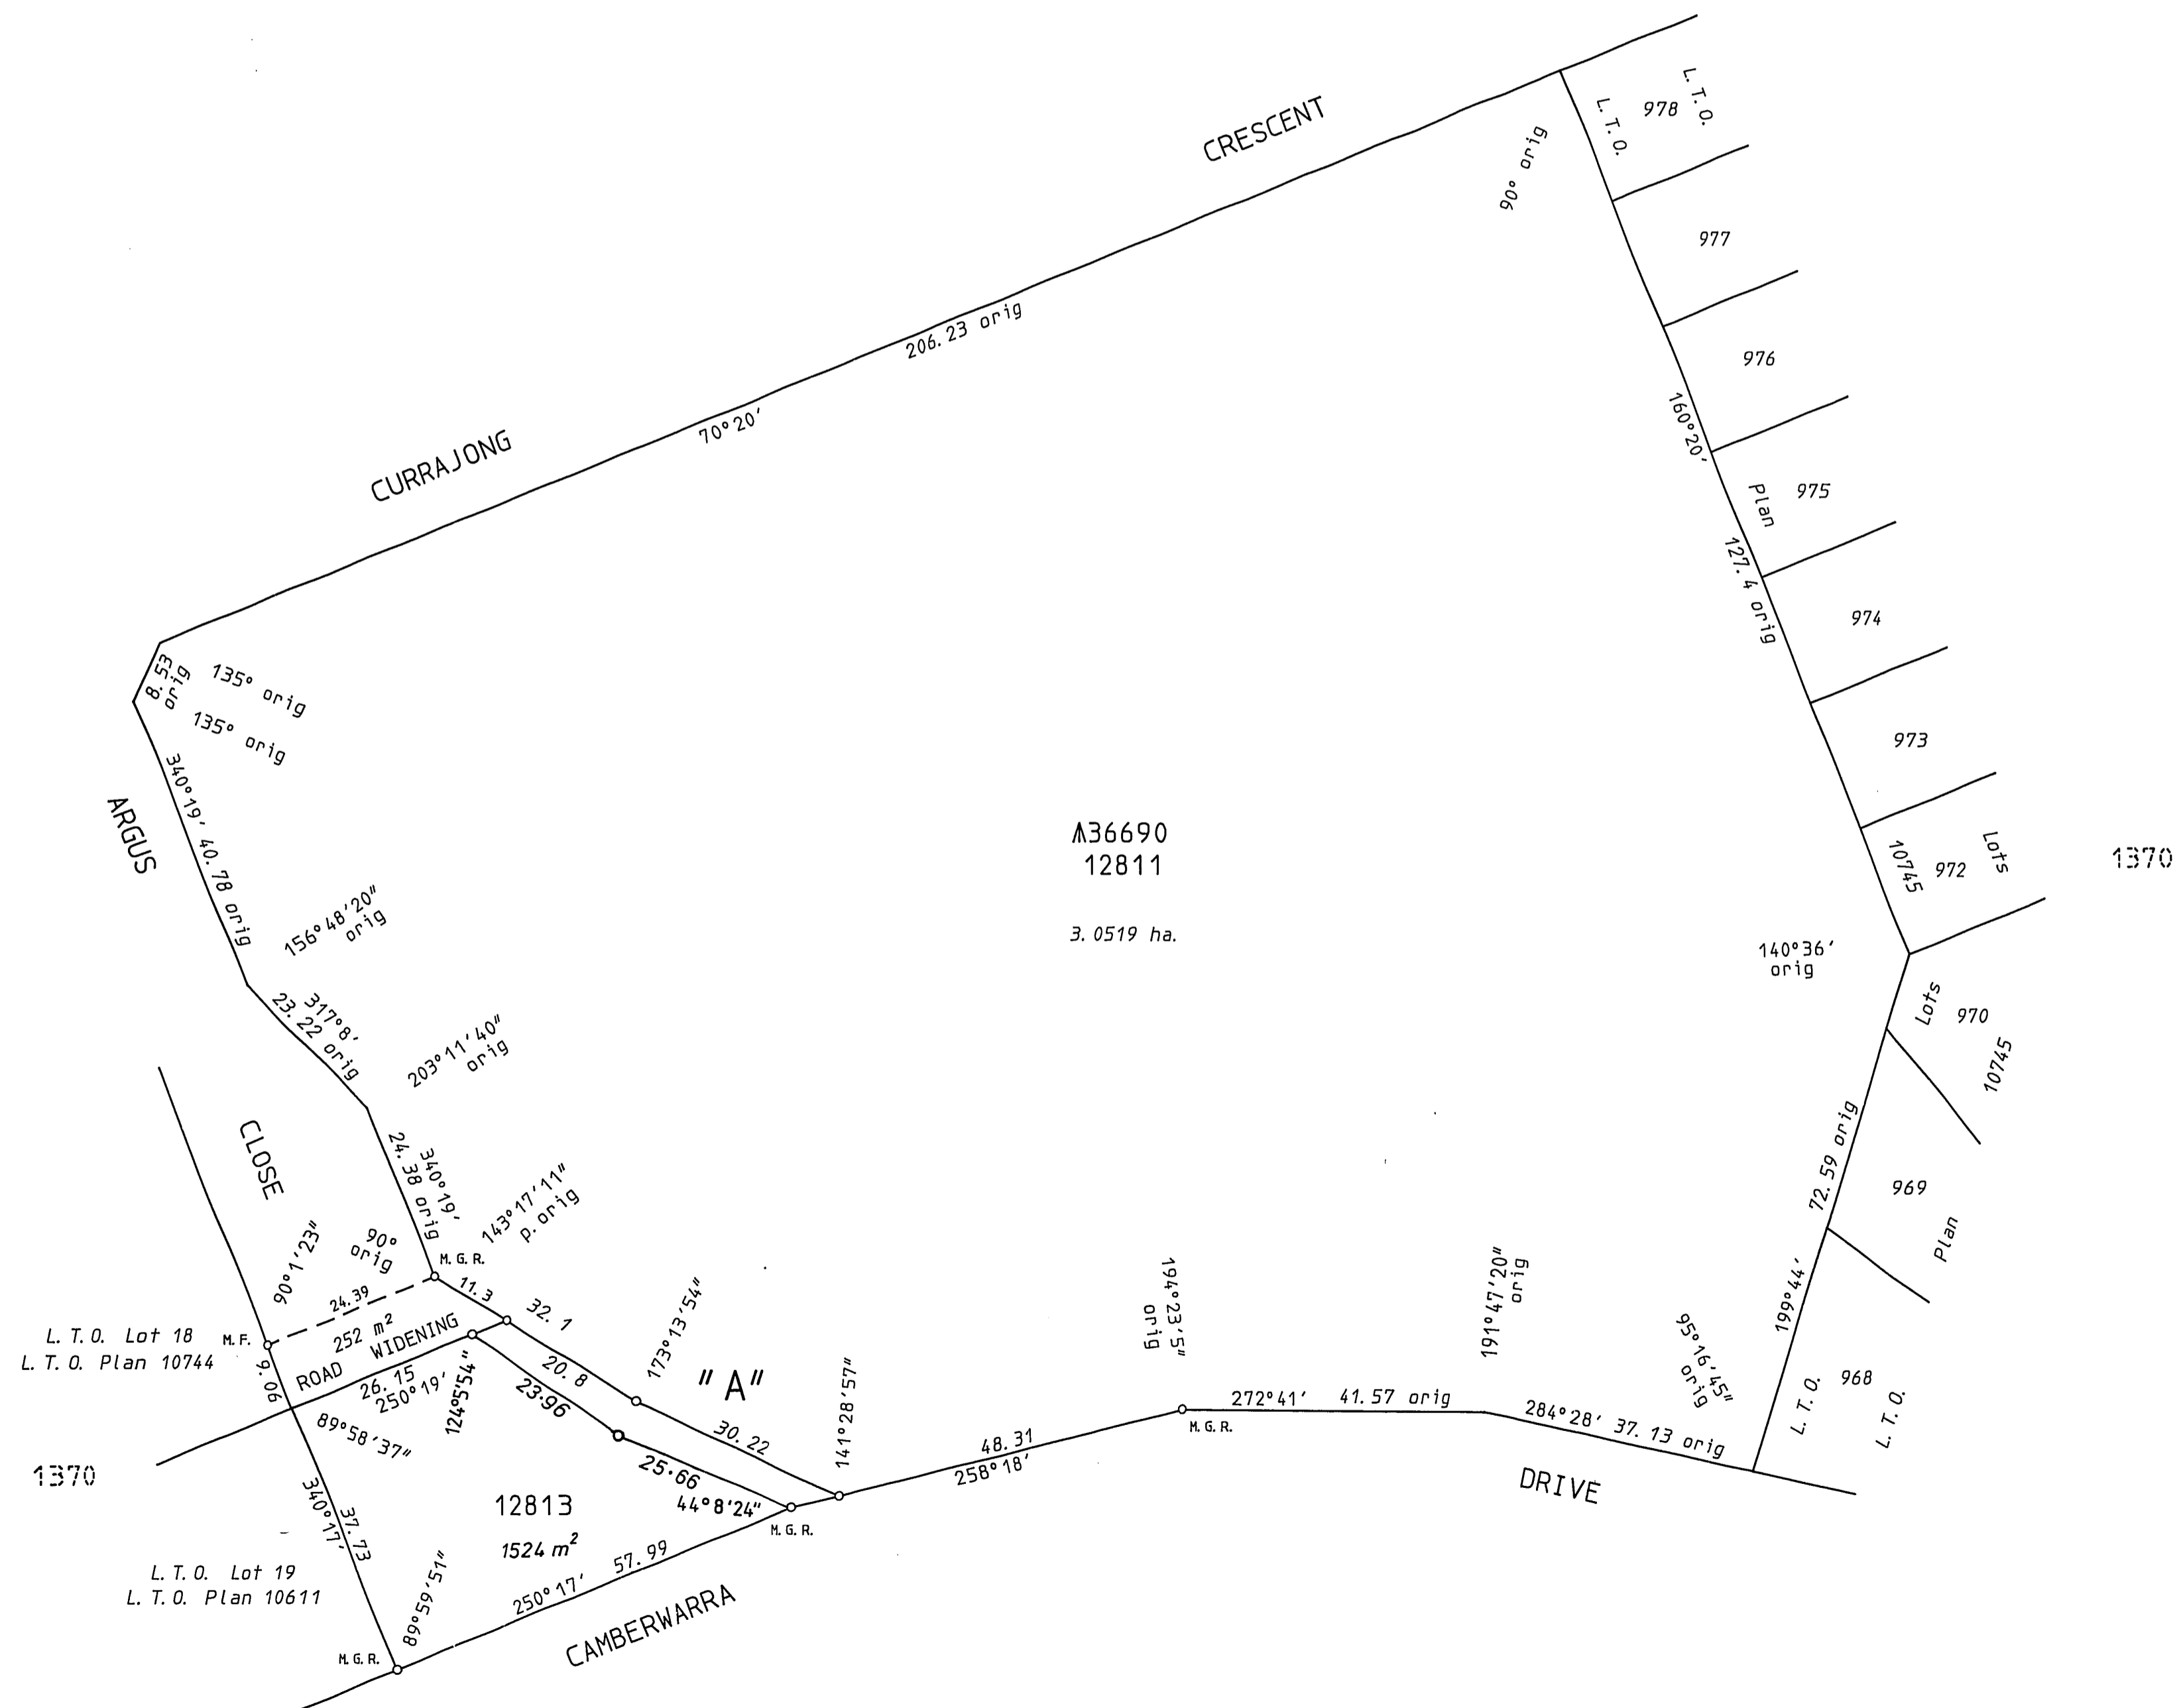 CURRAJONG
CRESCENT
70°20'
206.23 orig
90° orig
L.T.O.
L.T.O.
978
977
976
160°20'
Plan
975
127.4 orig
974
973
10745
972
Lots
1370
8.53
orig
135° orig
135° orig
ARGUS
340°19' 40.78 orig
156°48'20"
orig
317°8'
23.22 orig
203°11'40"
orig
⩚36690
12811
3.0519 ha.
140°36'
orig
Lots
970
10745
72.59 orig
969
Plan
199°44'
L.T.O.
968
L.T.O.
CLOSE
340°19'
24.38 orig
143°17'11"
p. orig
90°1'23"
90°
orig
M.G.R.
24.39
11.3
32.1
252 m²
ROAD WIDENING
L.T.O. Lot 18
L.T.O. Plan 10744
M.F.
9.06
26.15
250°19'
124°5'54"
20.8
23·96
173°13'54"
"A"
30.22
141°28'57"
194°23'5"
orig
191°47'20"
orig
95°16'45"
orig
272°41' 41.57 orig
M.G.R.
284°28' 37.13 orig
48.31
258°18'
DRIVE
89°58'37"
1370
340°17'
37.73
25·66
44°8'24"
M.G.R.
12813
1524 m²
L.T.O. Lot 19
L.T.O. Plan 10611
57.99
250°17'
89°59'51"
M.G.R.
CAMBERWARRA